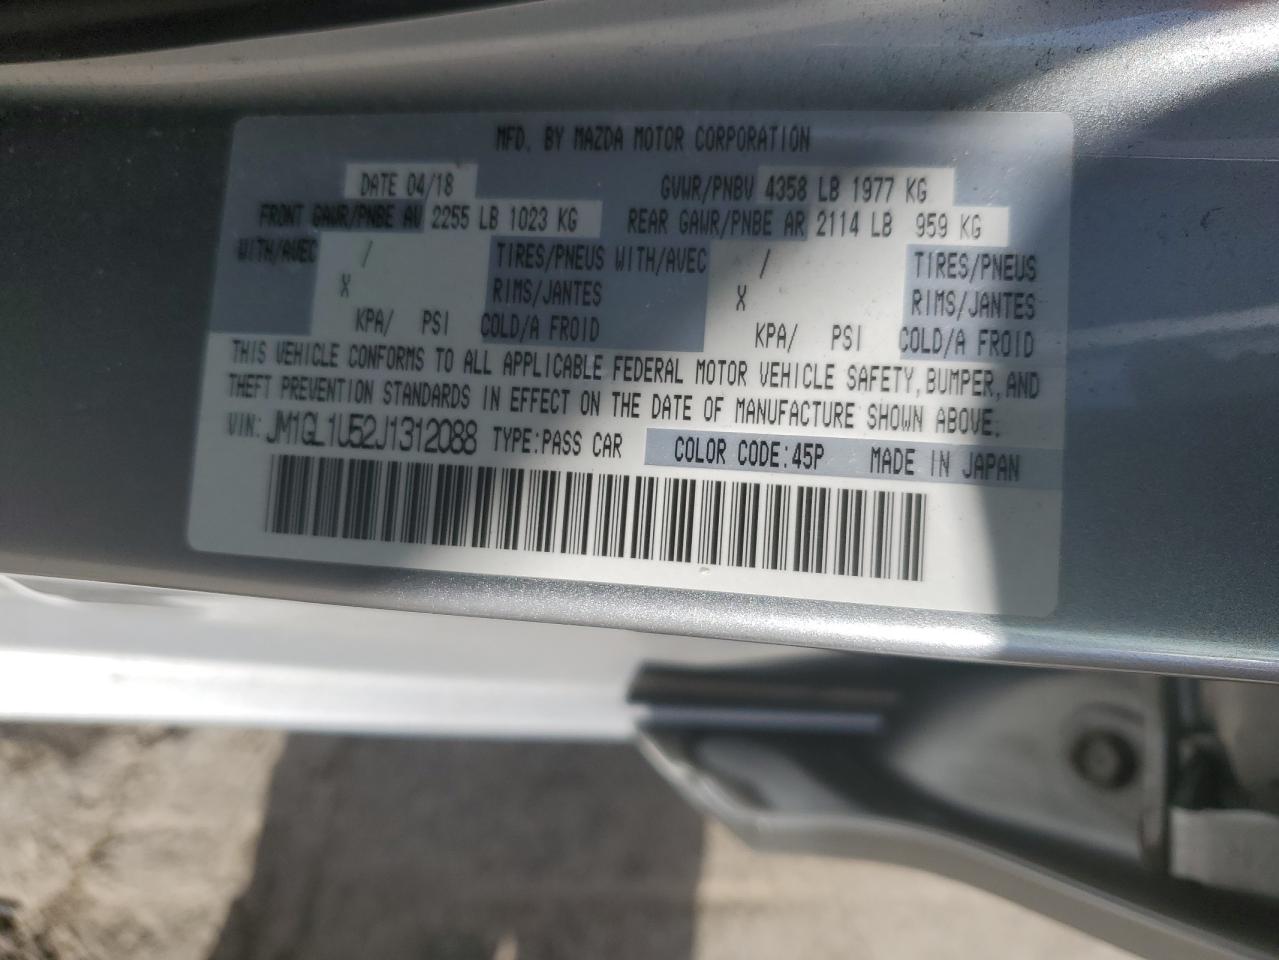 MFD. BY MAZDA MOTOR CORPORATION
DATE 04/18 GVWR/PNBV 4358 LB 1977 KG
FRONT GAWR/PNBE AV 2255 LB 1023 KG REAR GAWR/PNBE AR 2114 LB 959 KG
WITH/AVEC / TIRES/PNEUS WITH/AVEC / TIRES/PNEUS
X RIMS/JANTES X RIMS/JANTES
KPA/ PSI COLD/A FROID KPA/ PSI COLD/A FROID
THIS VEHICLE CONFORMS TO ALL APPLICABLE FEDERAL MOTOR VEHICLE SAFETY, BUMPER, AND
THEFT PREVENTION STANDARDS IN EFFECT ON THE DATE OF MANUFACTURE SHOWN ABOVE.
VIN: JM1GL1U52J1312088 TYPE:PASS CAR COLOR CODE:45P MADE IN JAPAN